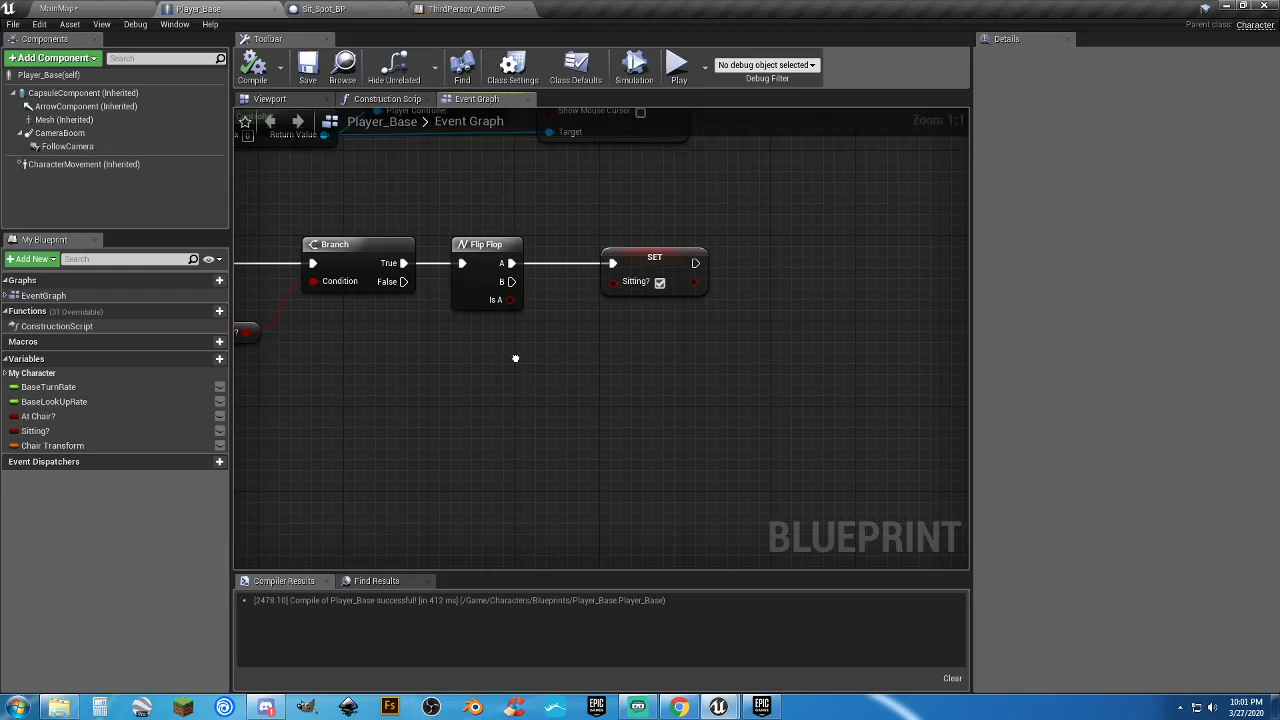 MainMap*
Player_Base
Sit_Spot_BP
ThirdPerson_AnimBP
File Edit Asset View Debug Window Help
Parent class: Character
Components
Toolbar
Details
+Add Component
Search
Player_Base(self)
CapsuleComponent (Inherited)
ArrowComponent (Inherited)
Mesh (Inherited)
CameraBoom
FollowCamera
CharacterMovement (Inherited)
Compile
Save
Browse
Hide Unrelated
Find
Class Settings
Class Defaults
Simulation
Play
No debug object selected
Debug Filter
Viewport
Construction Scrip
Event Graph
Player_Base > Event Graph
Zoom 1:1
Return Value
Player Controller
Show Mouse Cursor
Target
Branch
True
Condition
False
Flip Flop
A
B
Is A
SET
Sitting?
?
BLUEPRINT
My Blueprint
+Add New
Search
Graphs
EventGraph
Functions (31 Overridable)
ConstructionScript
Macros
Variables
My Character
BaseTurnRate
BaseLookUpRate
At Chair?
Sitting?
Chair Transform
Event Dispatchers
Compiler Results
Find Results
[2478.10] Compile of Player_Base successful! [in 412 ms] (/Game/Characters/Blueprints/Player_Base.Player_Base)
Clear
10:01 PM
3/27/2020